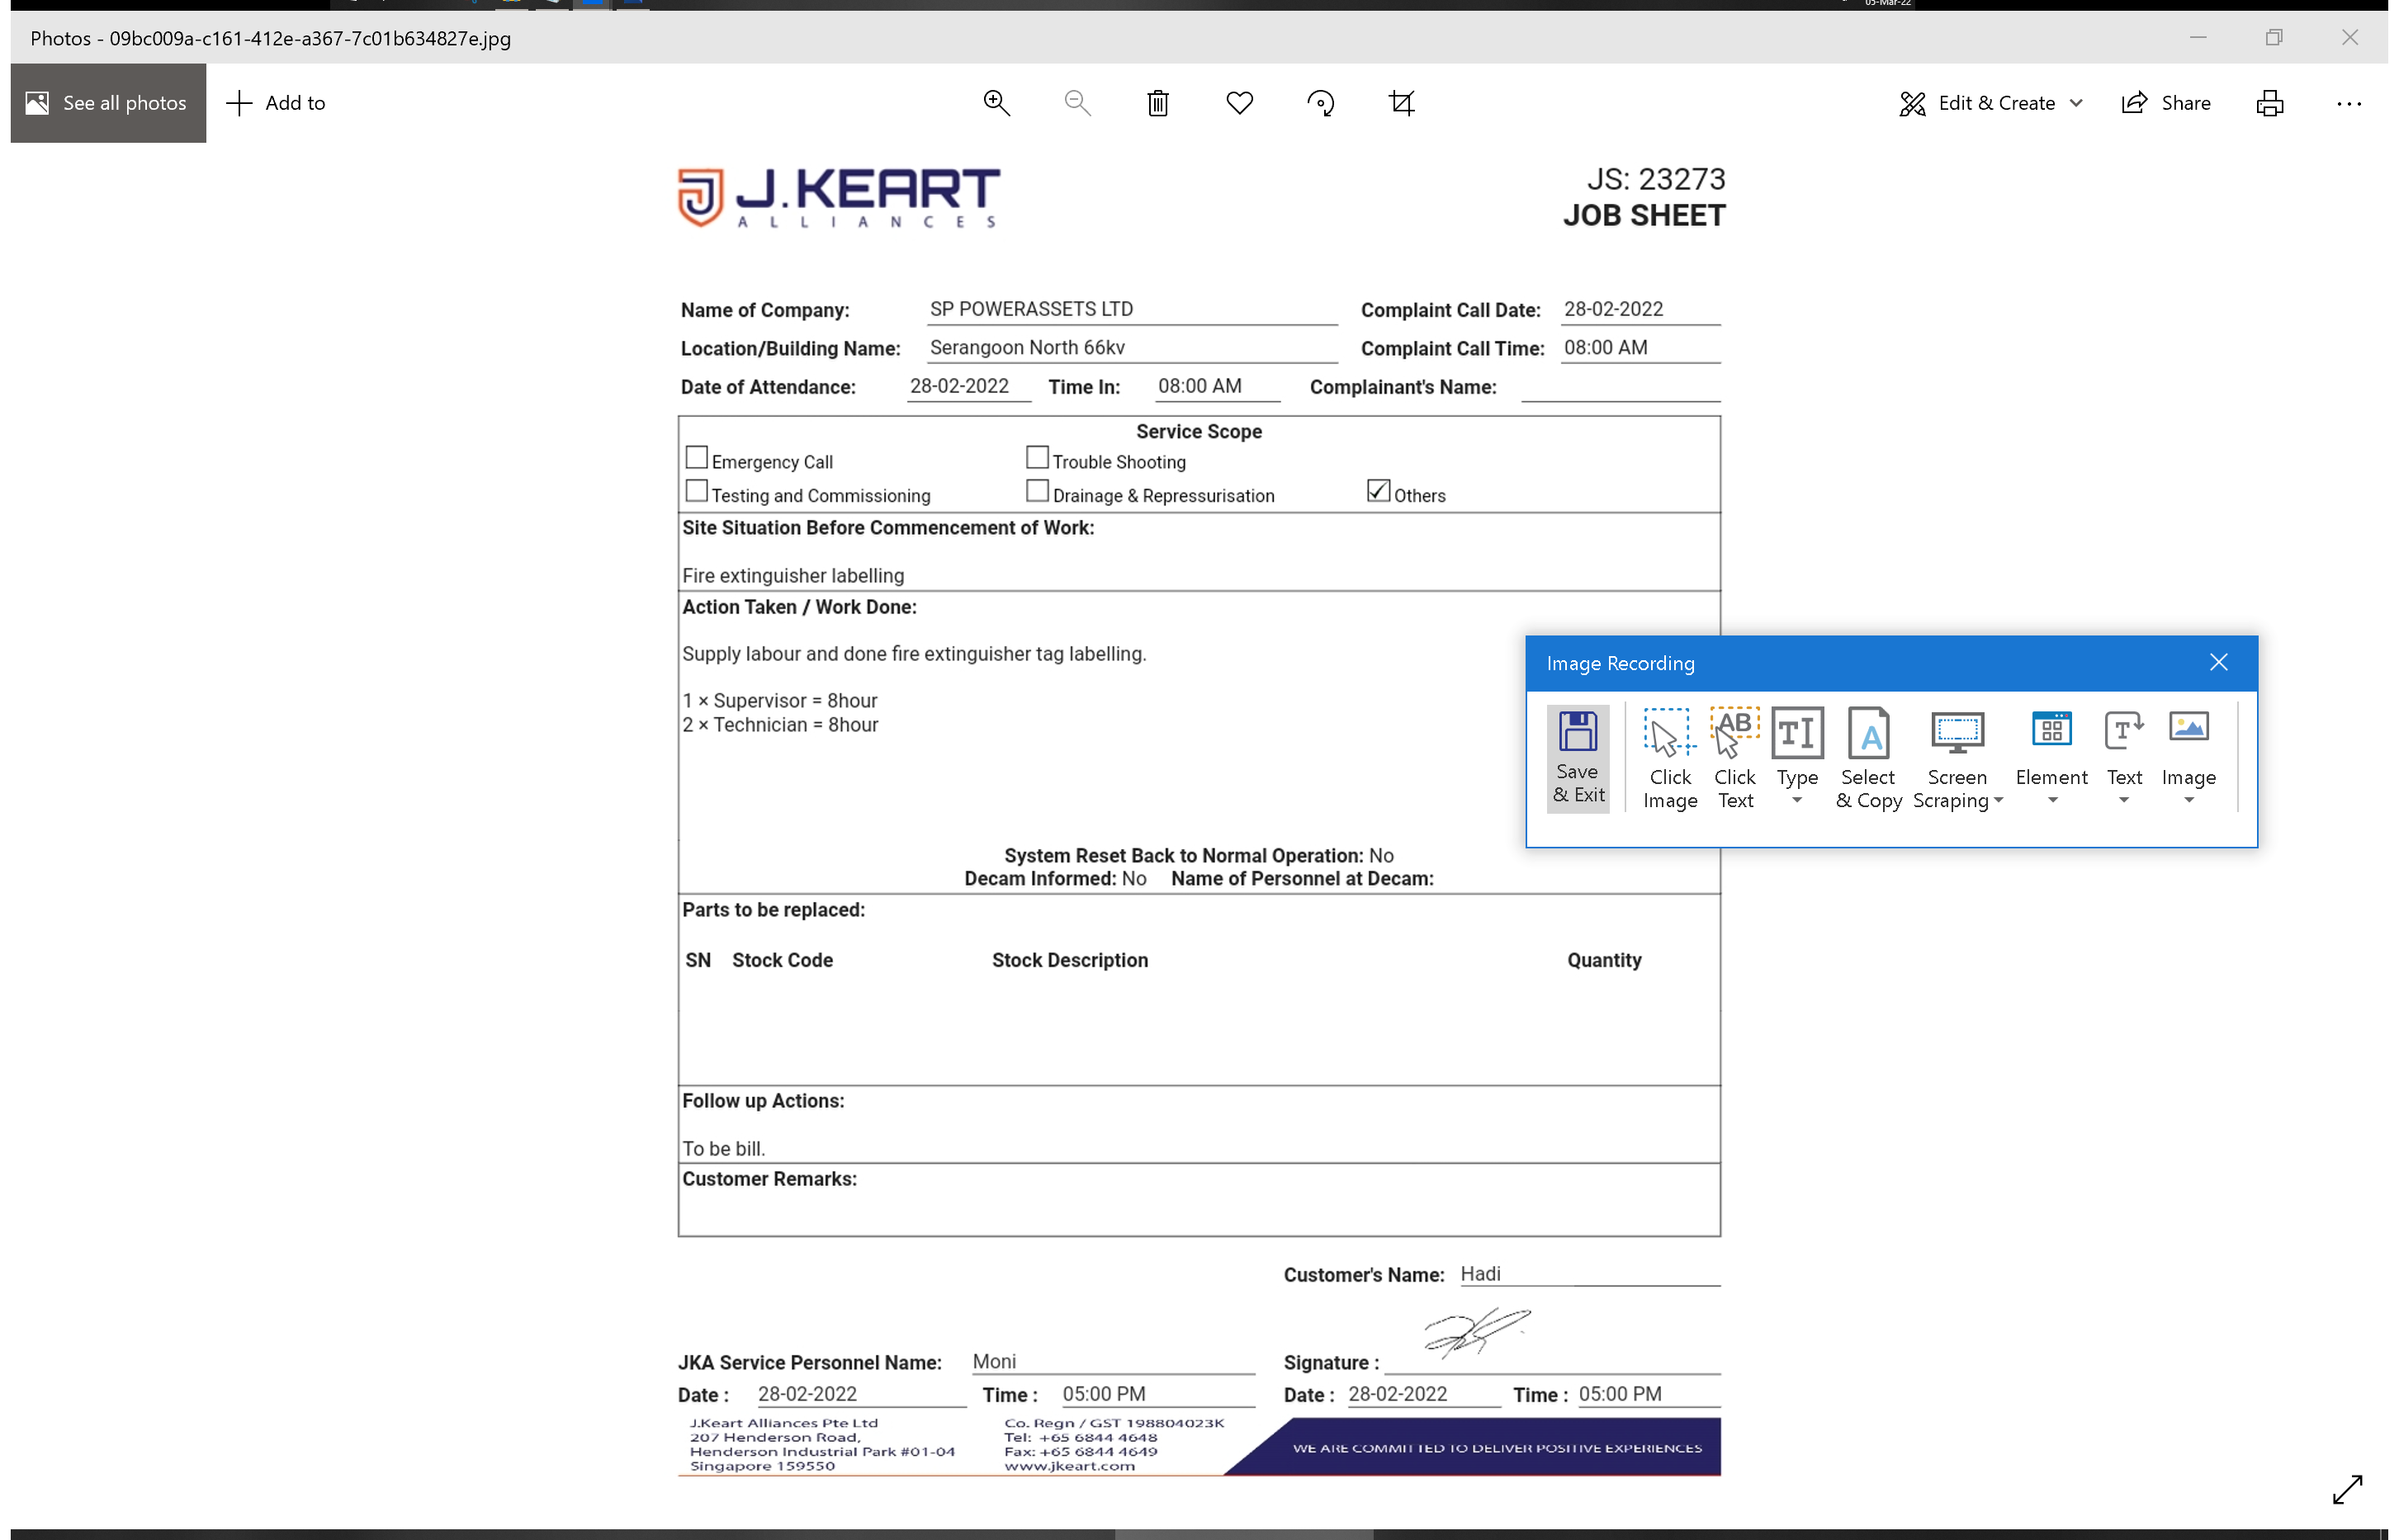 05-Mar-22
Photos - 09bc009a-c161-412e-a367-7c01b634827e.jpg
See all photos
Add to
Edit & Create
Share
J.KEART
ALLIANCES
JS: 23273
JOB SHEET
Name of Company: SP POWERASSETS LTD Complaint Call Date: 28-02-2022
Location/Building Name: Serangoon North 66kv Complaint Call Time: 08:00 AM
Date of Attendance: 28-02-2022 Time In: 08:00 AM Complainant's Name:
Service Scope
Emergency Call Trouble Shooting
Testing and Commissioning Drainage & Repressurisation Others
Site Situation Before Commencement of Work:
Fire extinguisher labelling
Action Taken / Work Done:
Supply labour and done fire extinguisher tag labelling.
1 × Supervisor = 8hour
2 × Technician = 8hour
System Reset Back to Normal Operation: No
Decam Informed: No Name of Personnel at Decam:
Image Recording
Save
& Exit
Click
Image
Click
Text
Type
Select
& Copy
Screen
Scraping
Element
Text
Image
Parts to be replaced:
SN Stock Code Stock Description Quantity
Follow up Actions:
To be bill.
Customer Remarks:
Customer's Name: Hadi
JKA Service Personnel Name: Moni Signature :
Date : 28-02-2022 Time : 05:00 PM Date : 28-02-2022 Time : 05:00 PM
J.Keart Alliances Pte Ltd
207 Henderson Road,
Henderson Industrial Park #01-04
Singapore 159550
Co. Regn / GST 198804023K
Tel: +65 6844 4648
Fax: +65 6844 4649
www.jkeart.com
WE ARE COMMITTED TO DELIVER POSITIVE EXPERIENCES